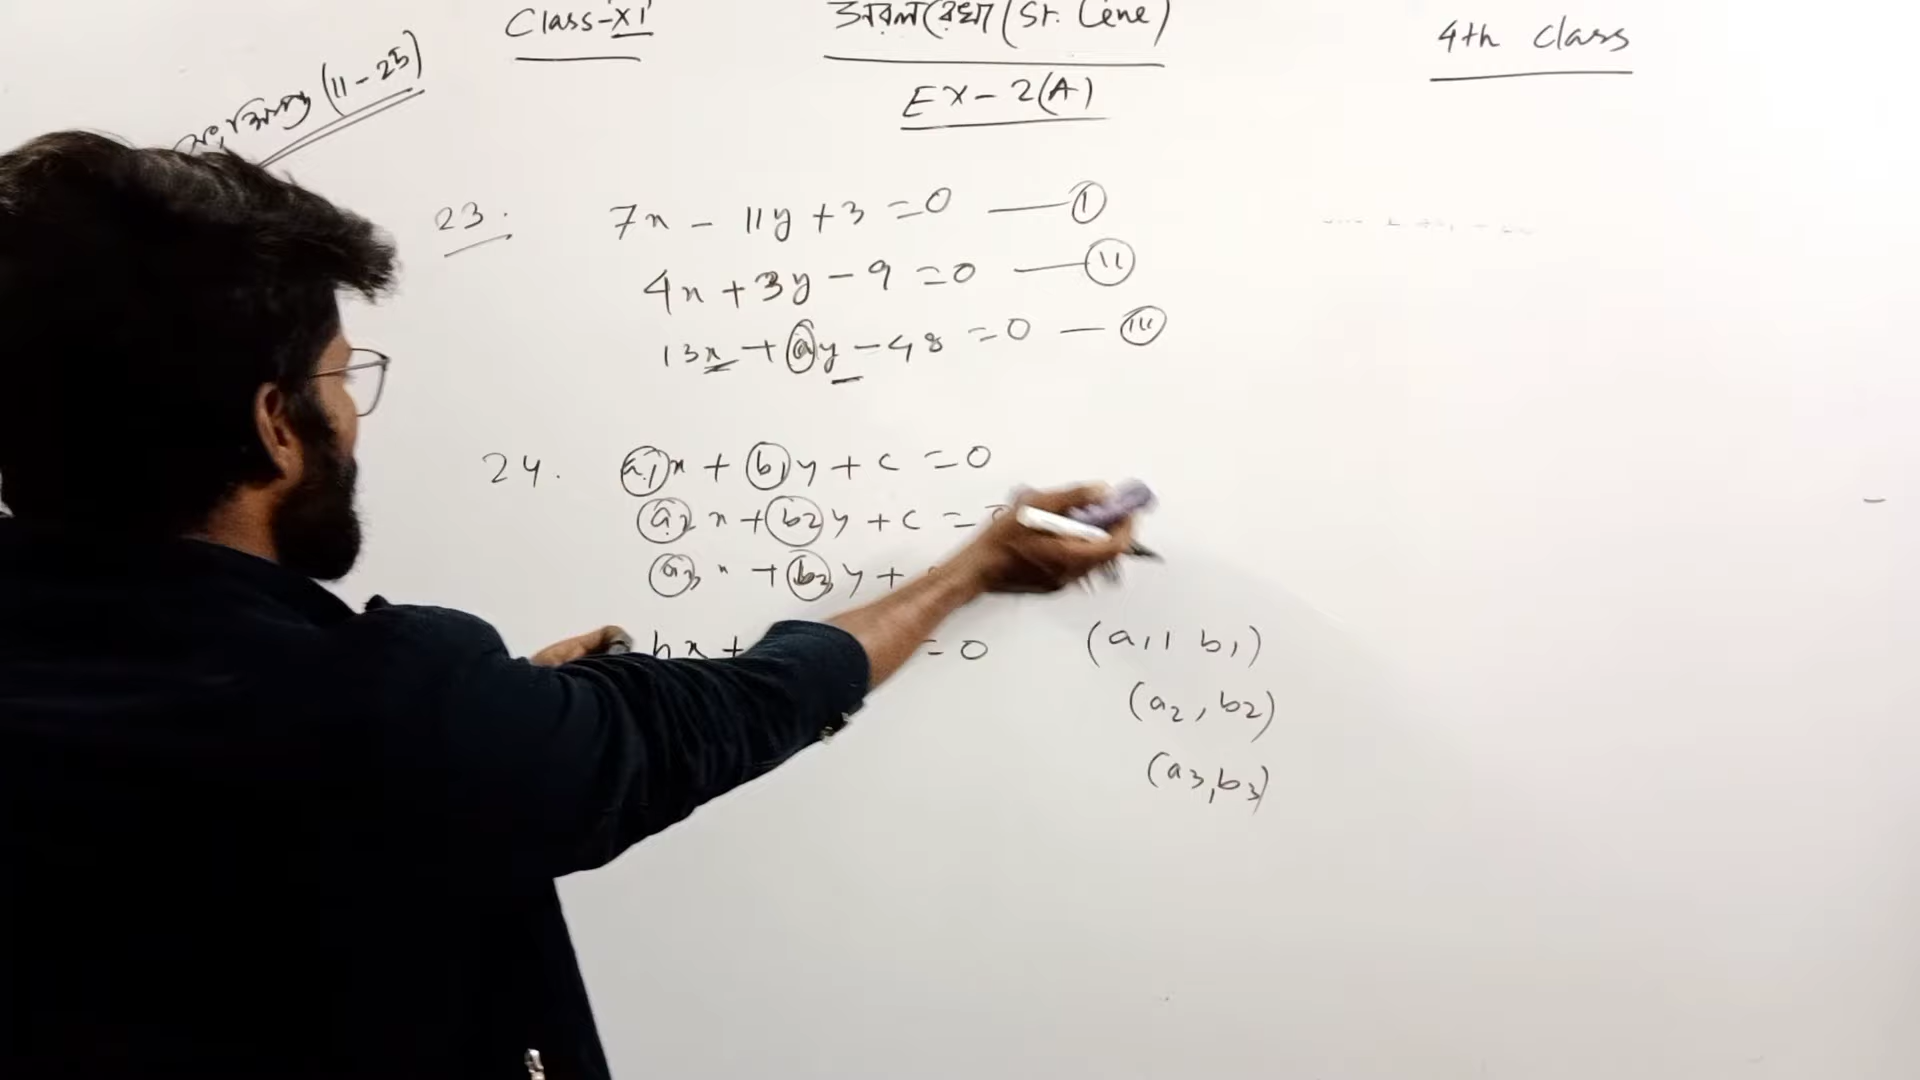 Class-XI
সরলরেখা (St. Line)
4th Class
EX-2(A)
(11-25)
23. 7x - 11y + 3 = 0 — (I)
4x + 3y - 9 = 0 — (II)
13x + ay - 48 = 0 — (III)
24. a1x + b1y + c = 0
a2x + b2y + c =
a3x + b3y +
hx + = 0
(a1, b1)
(a2, b2)
(a3, b3)